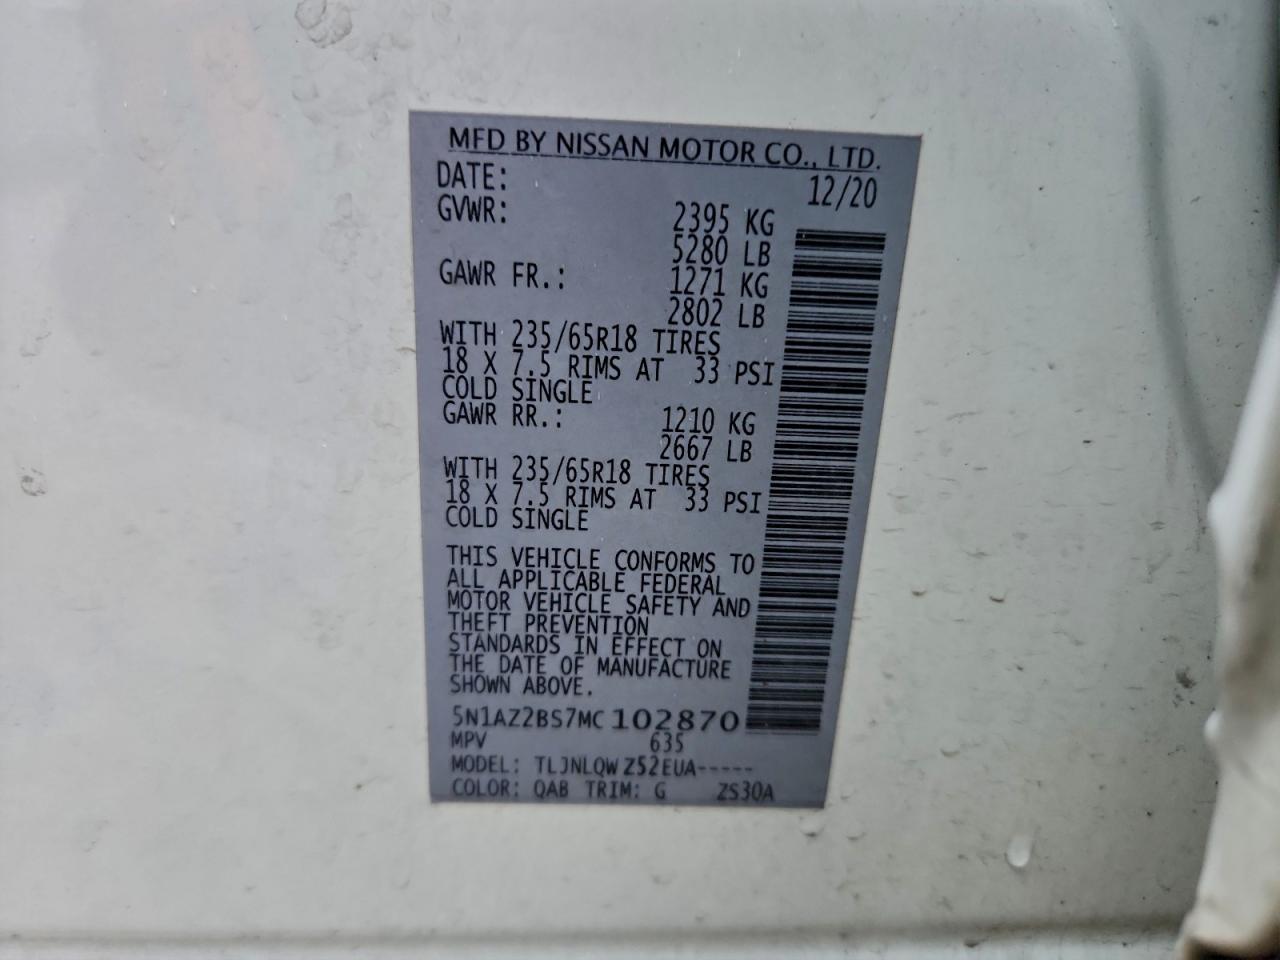 MFD BY NISSAN MOTOR CO., LTD.
DATE: 12/20
GVWR: 2395 KG
5280 LB
GAWR FR.: 1271 KG
2802 LB
WITH 235/65R18 TIRES
18 X 7.5 RIMS AT 33 PSI
COLD SINGLE
GAWR RR.: 1210 KG
2667 LB
WITH 235/65R18 TIRES
18 X 7.5 RIMS AT 33 PSI
COLD SINGLE
THIS VEHICLE CONFORMS TO
ALL APPLICABLE FEDERAL
MOTOR VEHICLE SAFETY AND
THEFT PREVENTION
STANDARDS IN EFFECT ON
THE DATE OF MANUFACTURE
SHOWN ABOVE.
5N1AZ2BS7MC102870
MPV 635
MODEL: TLJNLQW Z52EUA-----
COLOR: QAB TRIM: G ZS30A